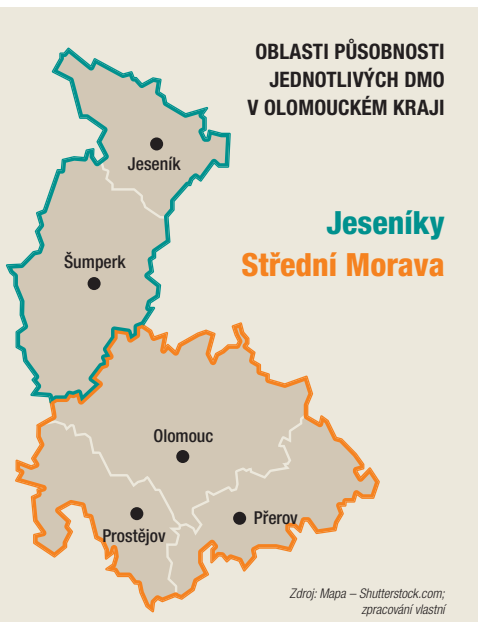 OBLASTI PŮSOBNOSTI
JEDNOTLIVÝCH DMO
V OLOMOUCKÉM KRAJI
Jeseník
Jeseníky
Střední Morava
Šumperk
Olomouc
Prostějov
Přerov
Zdroj: Mapa – Shutterstock.com;
zpracování vlastní